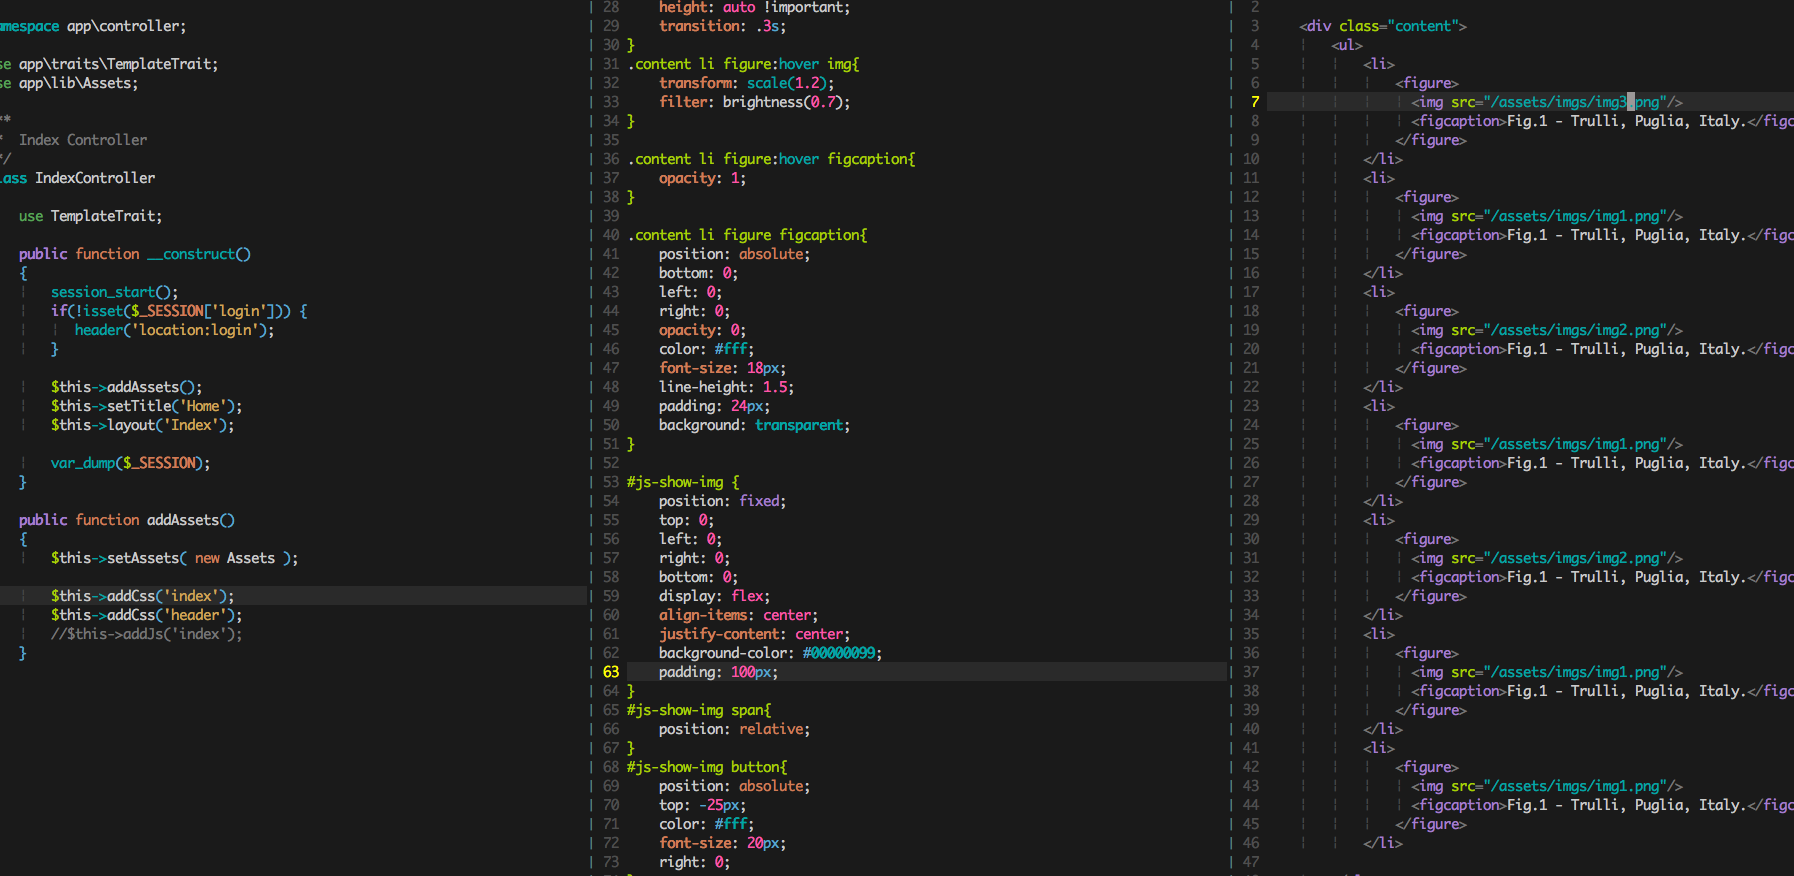 amespace app\controller;
se app\traits\TemplateTrait;
se app\lib\Assets;
**
* Index Controller
*/
lass IndexController
use TemplateTrait;
public function __construct()
{
session_start();
if(!isset($_SESSION['login'])) {
header('location:login');
}
$this->addAssets();
$this->setTitle('Home');
$this->layout('Index');
var_dump($_SESSION);
}
public function addAssets()
{
$this->setAssets( new Assets );
$this->addCss('index');
$this->addCss('header');
//$this->addJs('index');
}
28 height: auto !important;
29 transition: .3s;
30 }
31 .content li figure:hover img{
32 transform: scale(1.2);
33 filter: brightness(0.7);
34 }
35
36 .content li figure:hover figcaption{
37 opacity: 1;
38 }
39
40 .content li figure figcaption{
41 position: absolute;
42 bottom: 0;
43 left: 0;
44 right: 0;
45 opacity: 0;
46 color: #fff;
47 font-size: 18px;
48 line-height: 1.5;
49 padding: 24px;
50 background: transparent;
51 }
52
53 #js-show-img {
54 position: fixed;
55 top: 0;
56 left: 0;
57 right: 0;
58 bottom: 0;
59 display: flex;
60 align-items: center;
61 justify-content: center;
62 background-color: #00000099;
63 padding: 100px;
64 }
65 #js-show-img span{
66 position: relative;
67 }
68 #js-show-img button{
69 position: absolute;
70 top: -25px;
71 color: #fff;
72 font-size: 20px;
73 right: 0;
2
3 <div class="content">
4 <ul>
5 <li>
6 <figure>
7 <img src="/assets/imgs/img3.png"/>
8 <figcaption>Fig.1 - Trulli, Puglia, Italy.</figc
9 </figure>
10 </li>
11 <li>
12 <figure>
13 <img src="/assets/imgs/img1.png"/>
14 <figcaption>Fig.1 - Trulli, Puglia, Italy.</figc
15 </figure>
16 </li>
17 <li>
18 <figure>
19 <img src="/assets/imgs/img2.png"/>
20 <figcaption>Fig.1 - Trulli, Puglia, Italy.</figc
21 </figure>
22 </li>
23 <li>
24 <figure>
25 <img src="/assets/imgs/img1.png"/>
26 <figcaption>Fig.1 - Trulli, Puglia, Italy.</figc
27 </figure>
28 </li>
29 <li>
30 <figure>
31 <img src="/assets/imgs/img2.png"/>
32 <figcaption>Fig.1 - Trulli, Puglia, Italy.</figc
33 </figure>
34 </li>
35 <li>
36 <figure>
37 <img src="/assets/imgs/img1.png"/>
38 <figcaption>Fig.1 - Trulli, Puglia, Italy.</figc
39 </figure>
40 </li>
41 <li>
42 <figure>
43 <img src="/assets/imgs/img1.png"/>
44 <figcaption>Fig.1 - Trulli, Puglia, Italy.</figc
45 </figure>
46 </li>
47